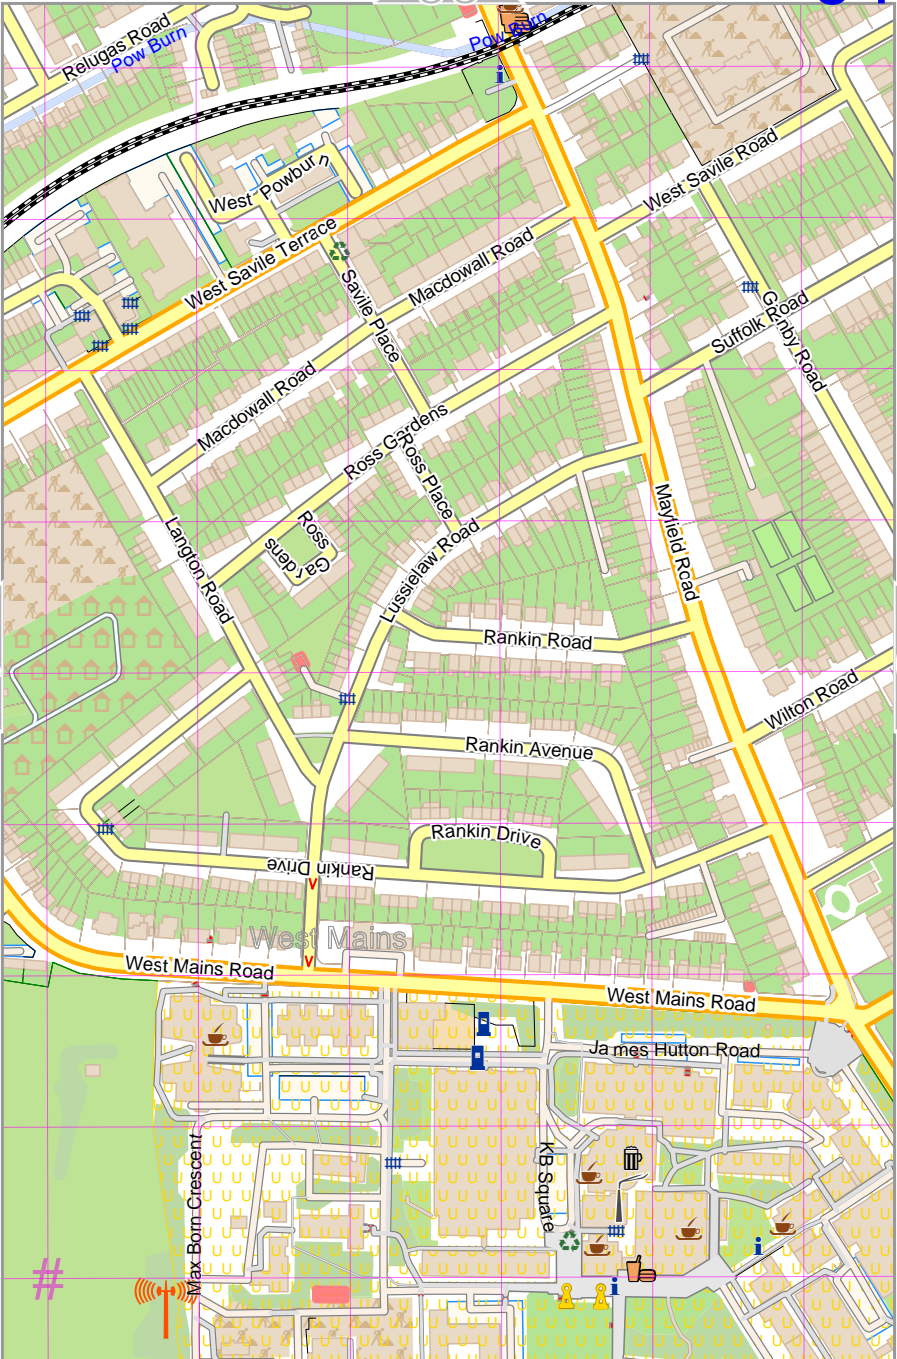 Relugas Road
Pow Burn
Pow Burn
West Savile Road
West Powburn
West Savile Terrace
Macdowall Road
Savile Place
Granby Road
Suffolk Road
Macdowall Road
Ross Gardens
Ross Place
Mayfield Road
Langton Road
Ross Gardens
Lussielaw Road
Rankin Road
Wilton Road
Rankin Avenue
Rankin Drive
Rankin Drive
West Mains
West Mains Road
West Mains Road
James Hutton Road
Max Born Crescent
KB Square
#